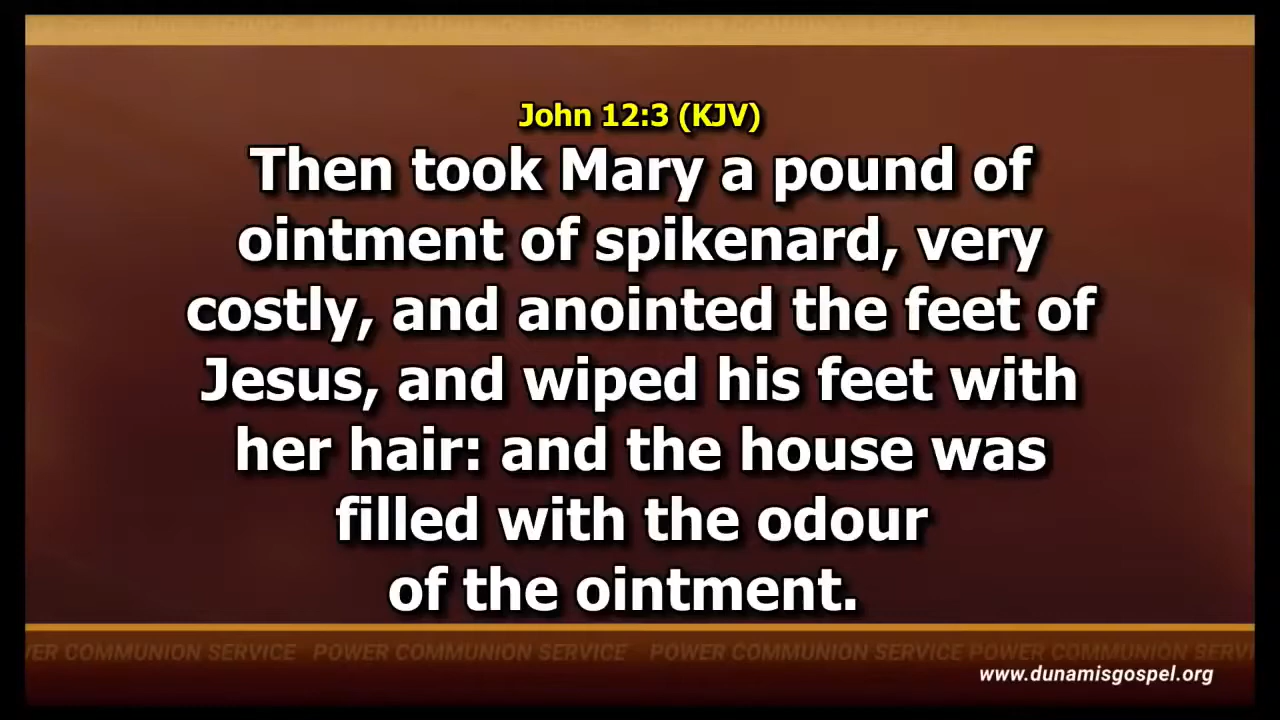 John 12:3 (KJV)
Then took Mary a pound of
ointment of spikenard, very
costly, and anointed the feet of
Jesus, and wiped his feet with
her hair: and the house was
filled with the odour
of the ointment.
ER COMMUNION SERVICE POWER COMMUNION SERVICE POWER COMMUNION SERVICE POWER COMMUNION SERVI
www.dunamisgospel.org